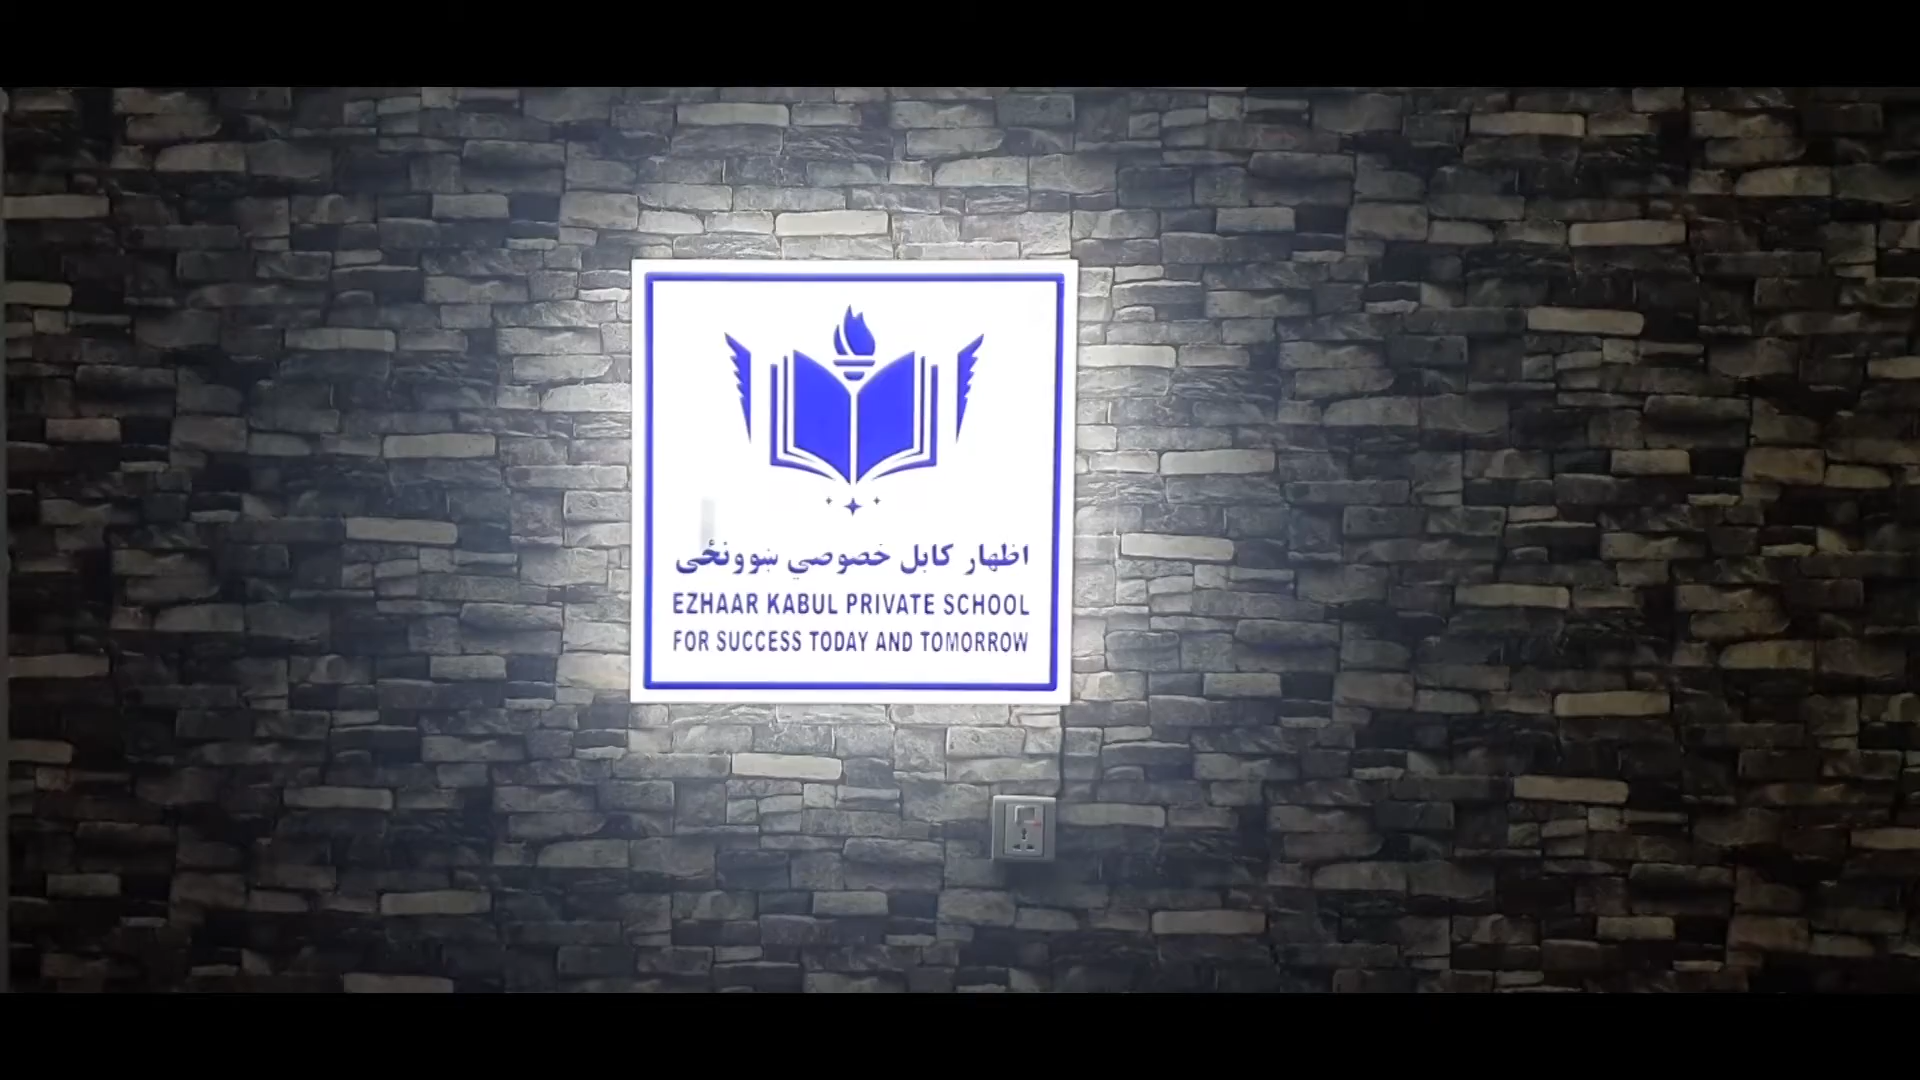 اظهار کابل خصوصي ښوونځی
EZHAAR KABUL PRIVATE SCHOOL
FOR SUCCESS TODAY AND TOMORROW